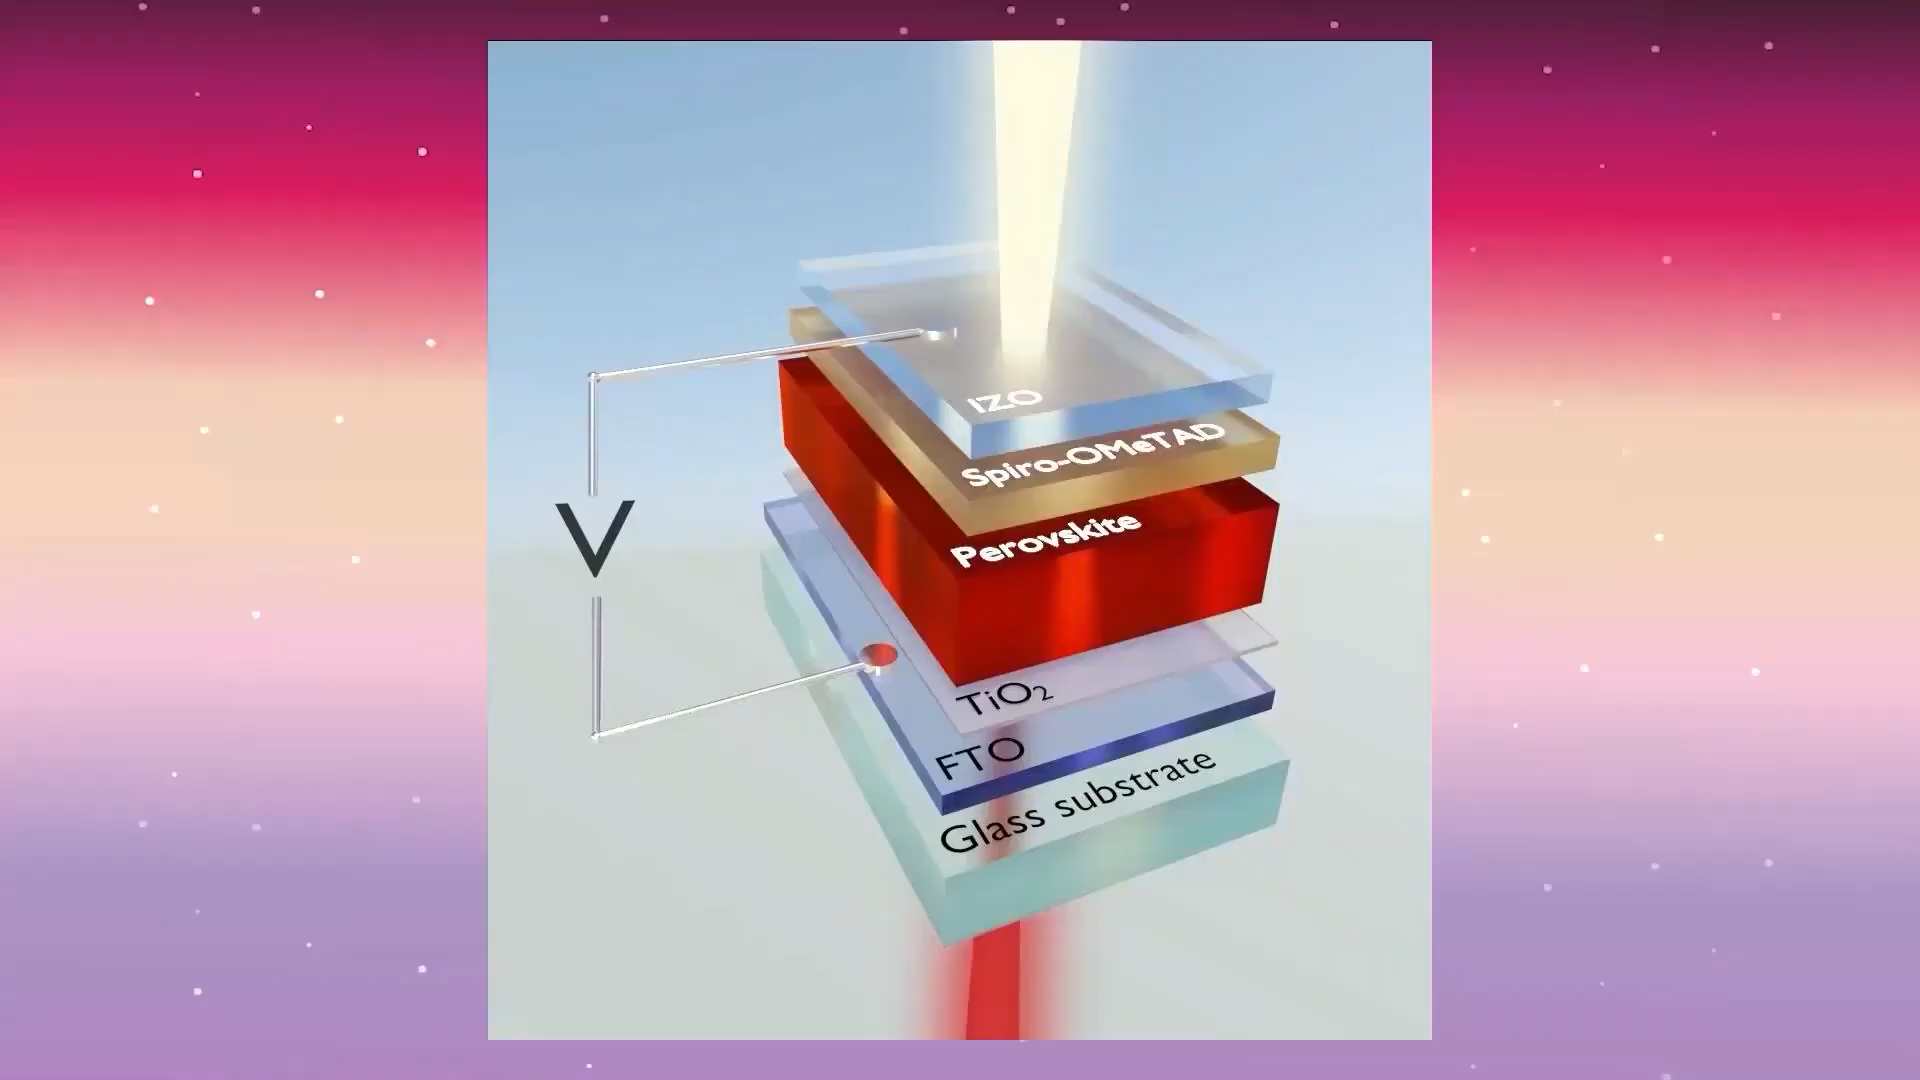 IZO
Spiro-OMeTAD
Perovskite
V
TiO₂
FTO
Glass substrate